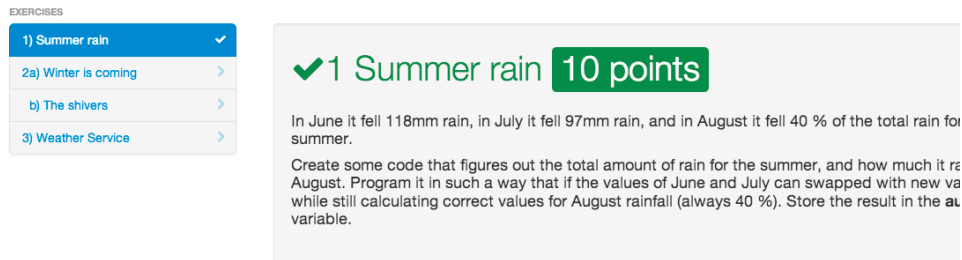 EXERCISES
1) Summer rain
2a) Winter is coming
b) The shivers
3) Weather Service
1 Summer rain 10 points
In June it fell 118mm rain, in July it fell 97mm rain, and in August it fell 40 % of the total rain for
summer.
Create some code that figures out the total amount of rain for the summer, and how much it
August. Program it in such a way that if the values of June and July can swapped with new
while still calculating correct values for August rainfall (always 40 %). Store the result in the
variable.